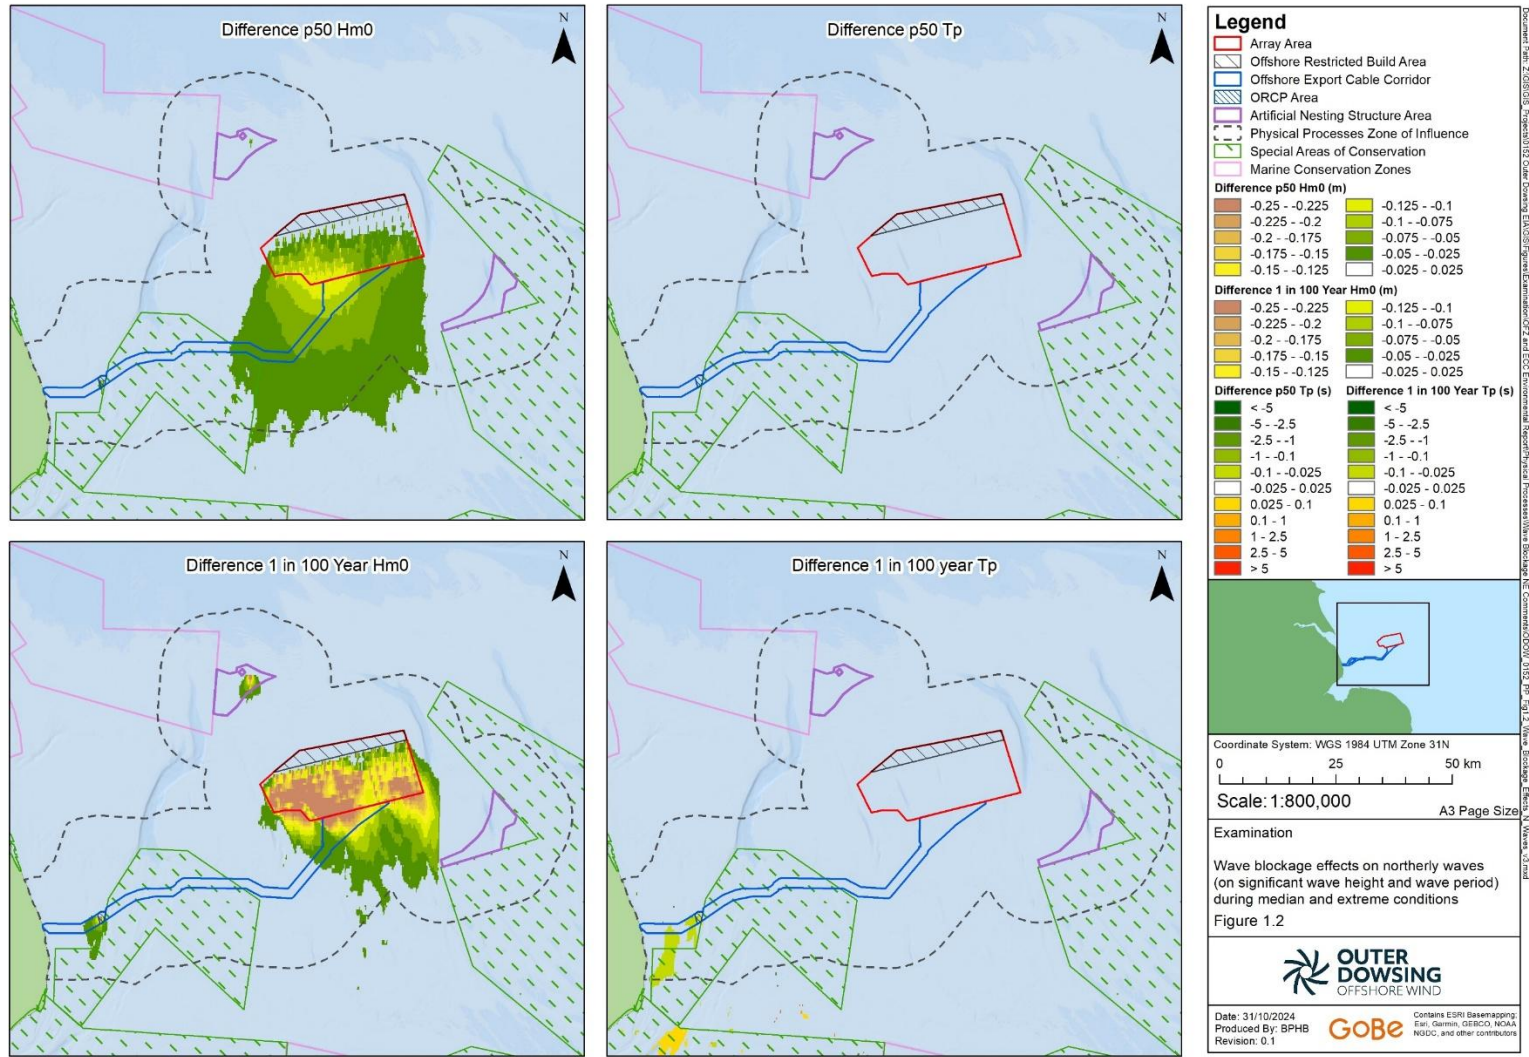 Difference p50 Hm0
N
Difference p50 Tp
N
Difference 1 in 100 Year Hm0
N
Difference 1 in 100 year Tp
N
Legend
Array Area
Offshore Restricted Build Area
Offshore Export Cable Corridor
ORCP Area
Artificial Nesting Structure Area
Physical Processes Zone of Influence
Special Areas of Conservation
Marine Conservation Zones
Difference p50 Hm0 (m)
-0.25 - -0.225 -0.125 - -0.1
-0.225 - -0.2 -0.1 - -0.075
-0.2 - -0.175 -0.075 - -0.05
-0.175 - -0.15 -0.05 - -0.025
-0.15 - -0.125 -0.025 - 0.025
Difference 1 in 100 Year Hm0 (m)
-0.25 - -0.225 -0.125 - -0.1
-0.225 - -0.2 -0.1 - -0.075
-0.2 - -0.175 -0.075 - -0.05
-0.175 - -0.15 -0.05 - -0.025
-0.15 - -0.125 -0.025 - 0.025
Difference p50 Tp (s) Difference 1 in 100 Year Tp (s)
< -5 < -5
-5 - -2.5 -5 - -2.5
-2.5 - -1 -2.5 - -1
-1 - -0.1 -1 - -0.1
-0.1 - -0.025 -0.1 - -0.025
-0.025 - 0.025 -0.025 - 0.025
0.025 - 0.1 0.025 - 0.1
0.1 - 1 0.1 - 1
1 - 2.5 1 - 2.5
2.5 - 5 2.5 - 5
> 5 > 5
Coordinate System: WGS 1984 UTM Zone 31N
0 25 50 km
Scale: 1:800,000
A3 Page Size
Examination
Wave blockage effects on northerly waves
(on significant wave height and wave period)
during median and extreme conditions
Figure 1.2
OUTER
DOWSING
OFFSHORE WIND
Date: 31/10/2024
Produced By: BPHB
Revision: 0.1
GoBe
Contains ESRI Basemapping:
Esri, Garmin, GEBCO, NOAA
NGDC, and other contributors